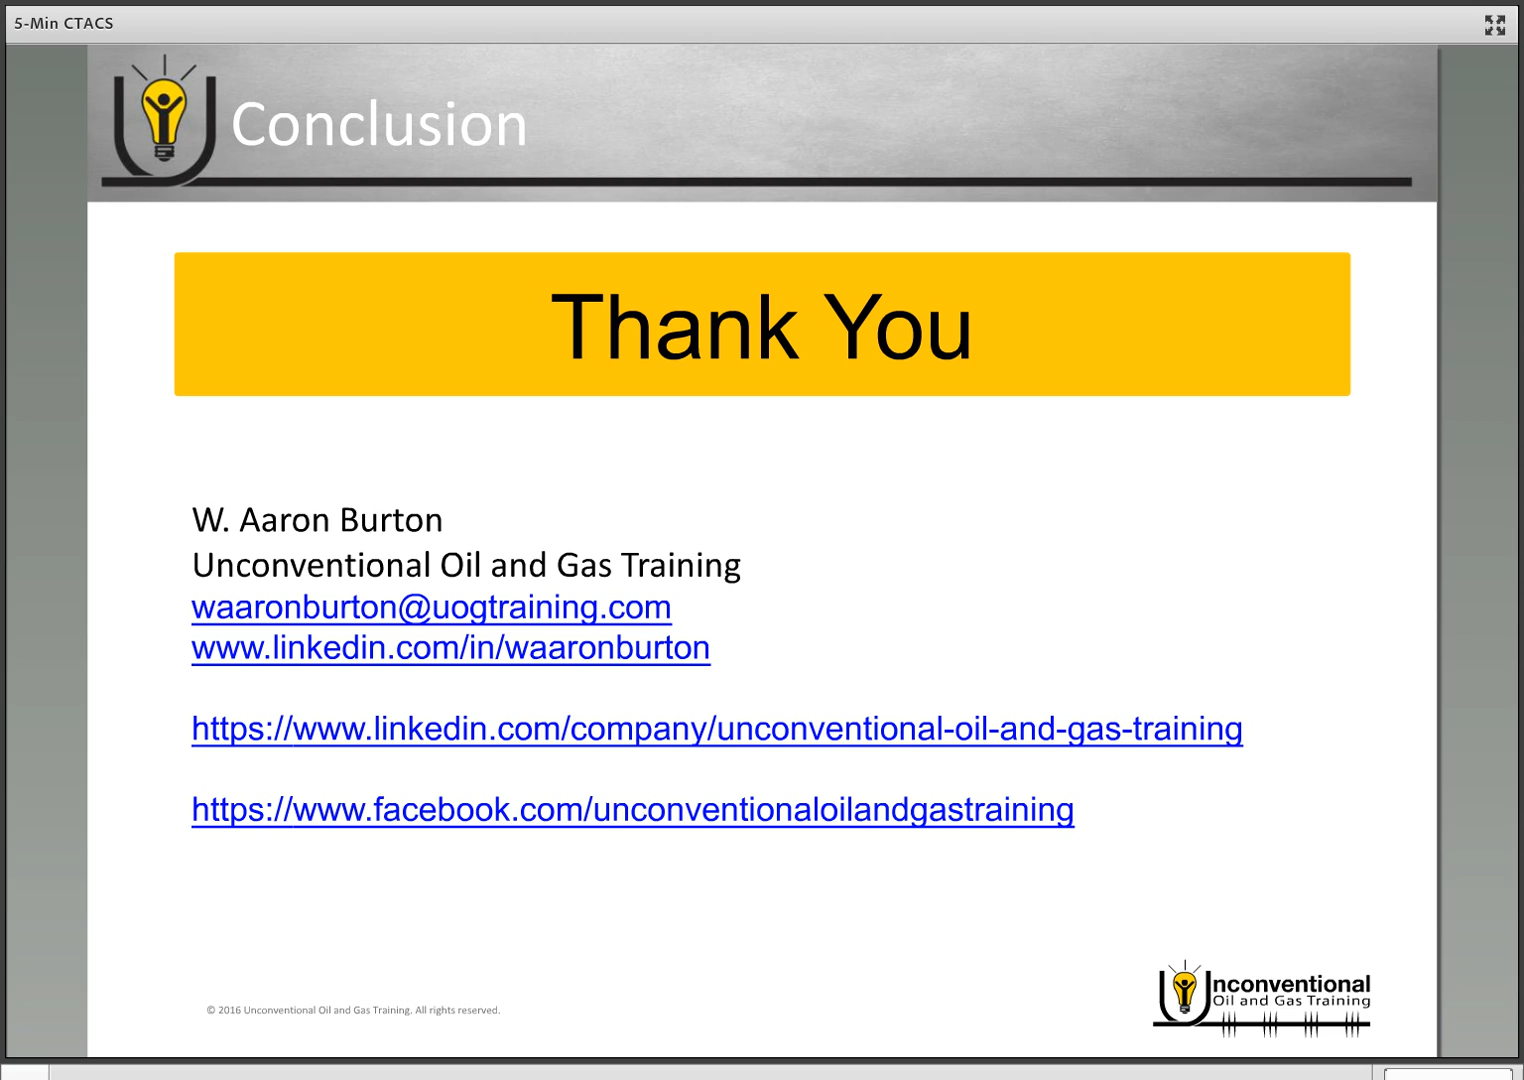 5-Min CTACS
Conclusion
Thank You
W. Aaron Burton
Unconventional Oil and Gas Training
waaronburton@uogtraining.com
www.linkedin.com/in/waaronburton
https://www.linkedin.com/company/unconventional-oil-and-gas-training
https://www.facebook.com/unconventionaloilandgastraining
© 2016 Unconventional Oil and Gas Training. All rights reserved.
Unconventional
Oil and Gas Training